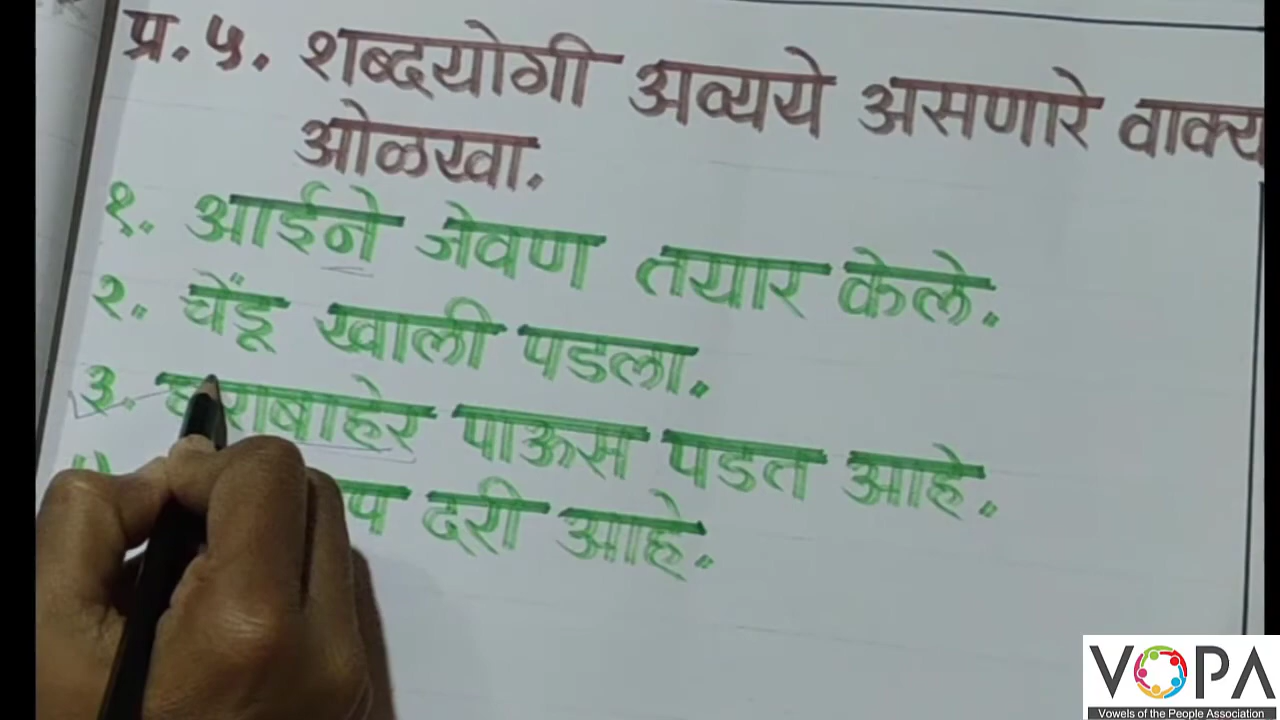 प्र. ५. शब्दयोगी अव्यये असणारे वाक्य
ओळखा.
१. आईने जेवण तयार केले.
२. चेंडू खाली पडला.
३. घराबाहेर पाऊस पडत आहे.
दरी आहे.
VOPA
Vowels of the People Association